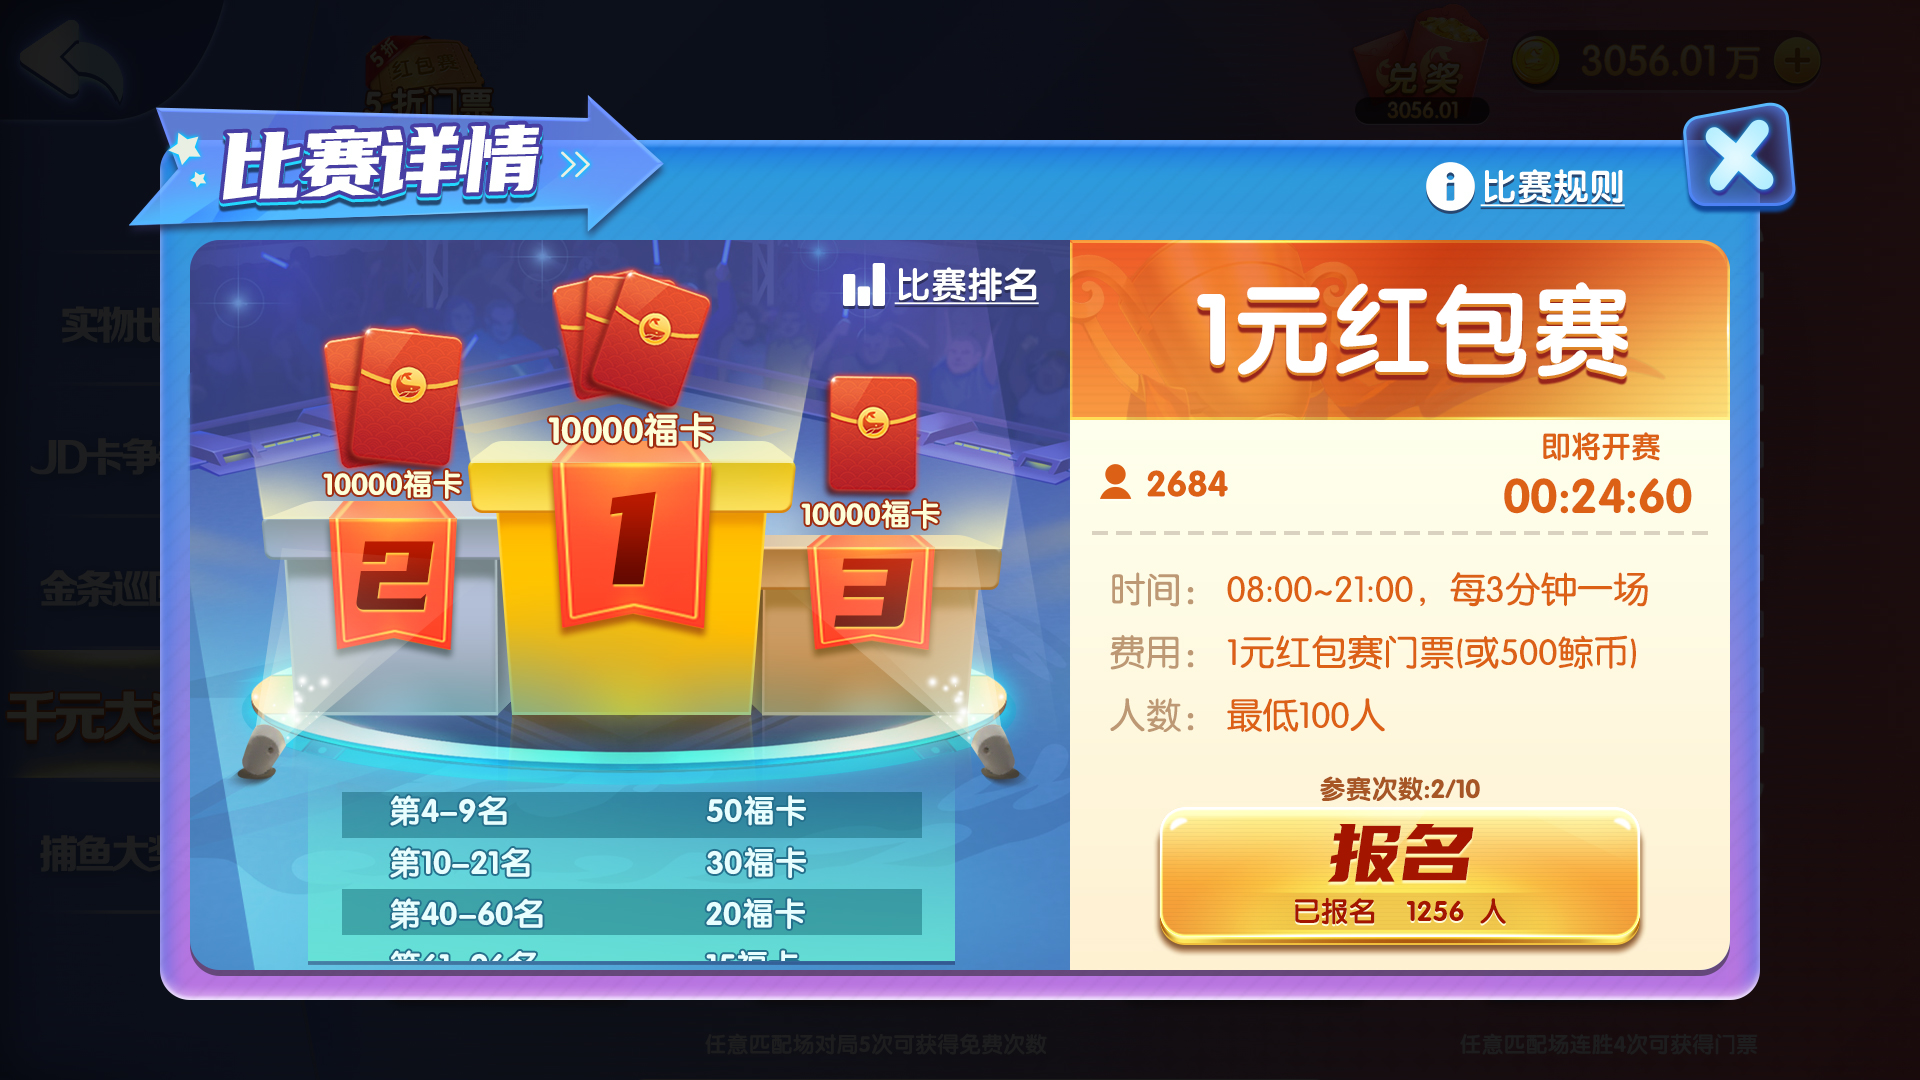 5折
红包赛
5折门票
兑奖
3056.01
3056.01万
比赛详情
比赛规则
比赛排名
10000福卡
10000福卡
10000福卡
1
2
3
第4-9名 50福卡
第10-21名 30福卡
第40-60名 20福卡
1元红包赛
2684
即将开赛
00:24:60
时间： 08:00~21:00，每3分钟一场
费用： 1元红包赛门票(或500鲸币)
人数： 最低100人
参赛次数:2/10
报名
已报名 1256 人
实物比
JD卡争
金条巡
千元大
捕鱼大
任意匹配场对局5次可获得免费次数
任意匹配场连胜4次可获得门票